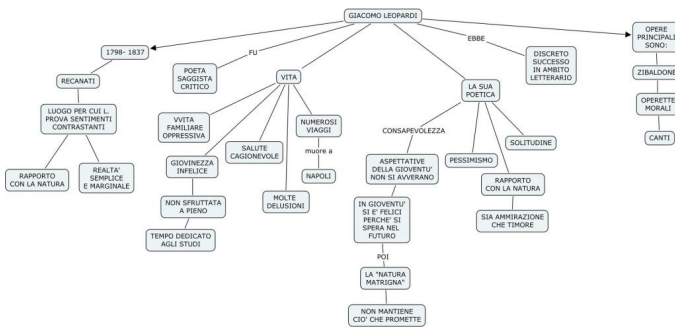 GIACOMO LEOPARDI
1798- 1837
FU
EBBE
OPERE
PRINCIPALI
SONO:
RECANATI
POETA
SAGGISTA
CRITICO
VITA
LA SUA
POETICA
DISCRETO
SUCCESSO
IN AMBITO
LETTERARIO
ZIBALDONE
LUOGO PER CUI L.
PROVA SENTIMENTI
CONTRASTANTI
VVITA
FAMILIARE
OPPRESSIVA
NUMEROSI
VIAGGI
CONSAPEVOLEZZA
OPERETTE
MORALI
SALUTE
CAGIONEVOLE
muore a
SOLITUDINE
CANTI
RAPPORTO
CON LA NATURA
REALTA'
SEMPLICE
E MARGINALE
GIOVINEZZA
INFELICE
NAPOLI
ASPETTATIVE
DELLA GIOVENTU'
NON SI AVVERANO
PESSIMISMO
RAPPORTO
CON LA NATURA
NON SFRUTTATA
A PIENO
MOLTE
DELUSIONI
IN GIOVENTU'
SI E' FELICI
PERCHE' SI
SPERA NEL
FUTURO
SIA AMMIRAZIONE
CHE TIMORE
TEMPO DEDICATO
AGLI STUDI
POI
LA "NATURA
MATRIGNA"
NON MANTIENE
CIO' CHE PROMETTE